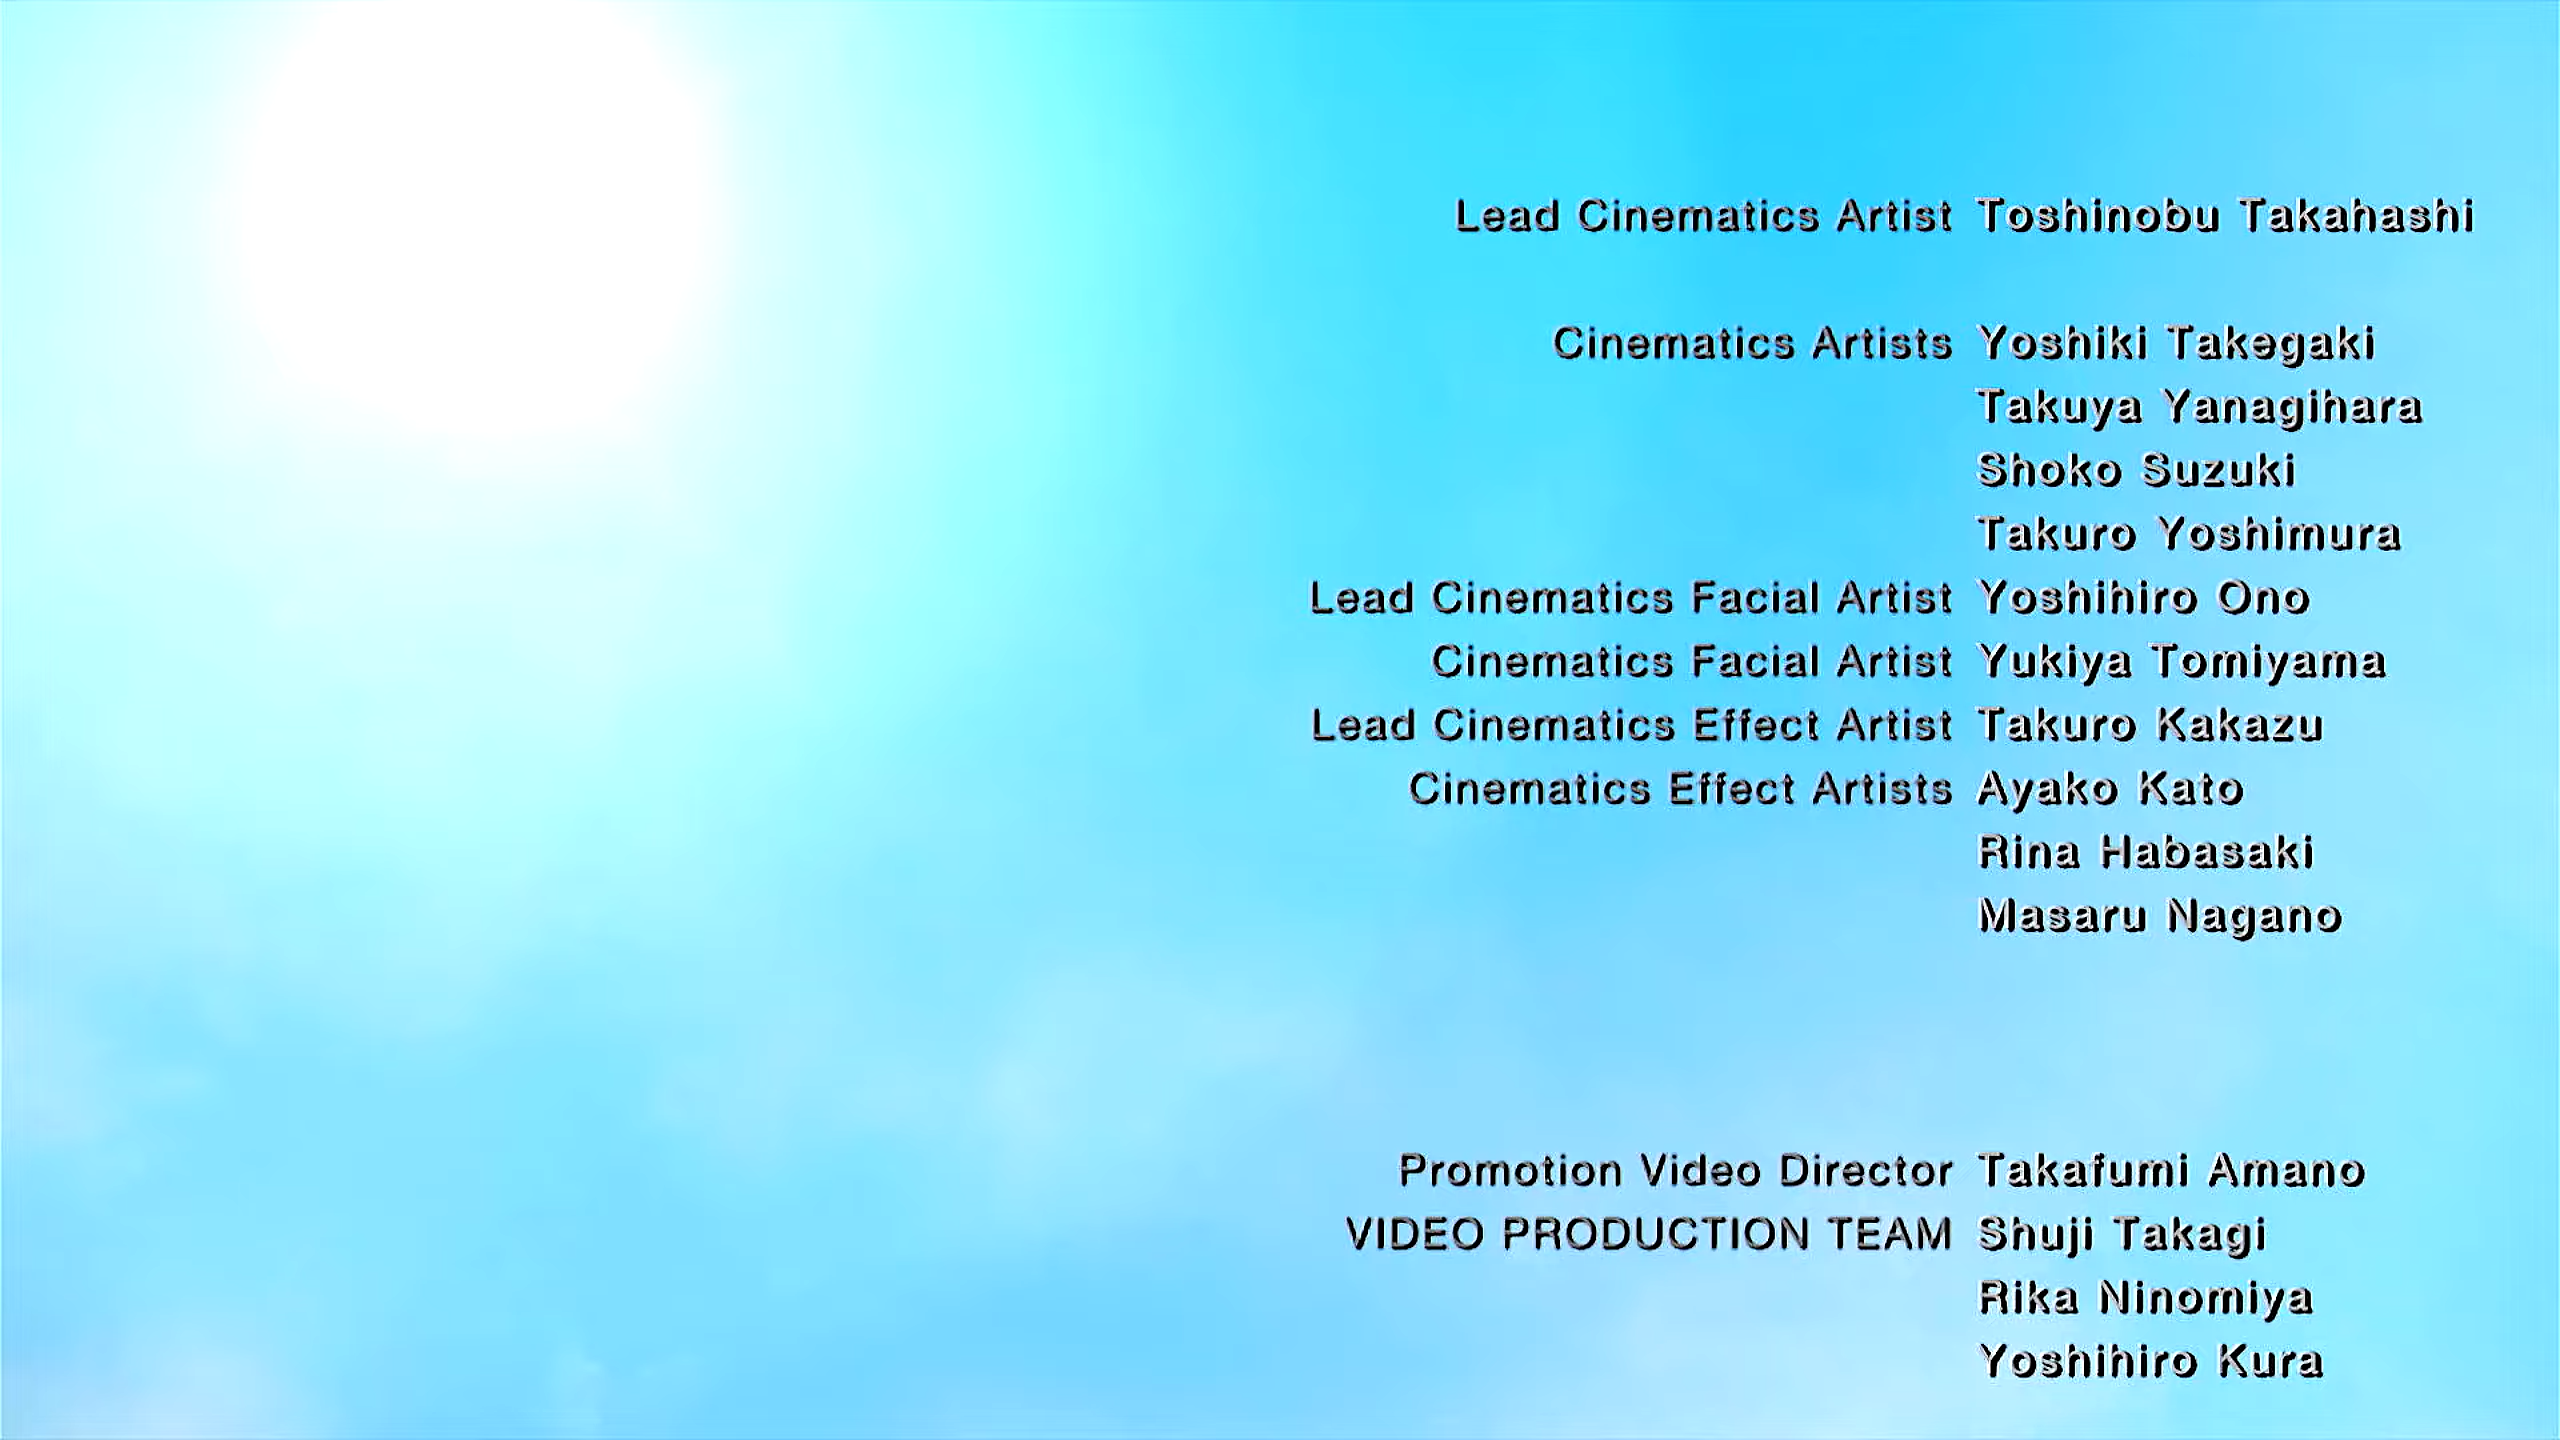 Lead Cinematics Artist Toshinobu Takahashi
Cinematics Artists Yoshiki Takegaki
Takuya Yanagihara
Shoko Suzuki
Takuro Yoshimura
Lead Cinematics Facial Artist Yoshihiro Ono
Cinematics Facial Artist Yukiya Tomiyama
Lead Cinematics Effect Artist Takuro Kakazu
Cinematics Effect Artists Ayako Kato
Rina Habasaki
Masaru Nagano
Promotion Video Director Takafumi Amano
VIDEO PRODUCTION TEAM Shuji Takagi
Rika Ninomiya
Yoshihiro Kura